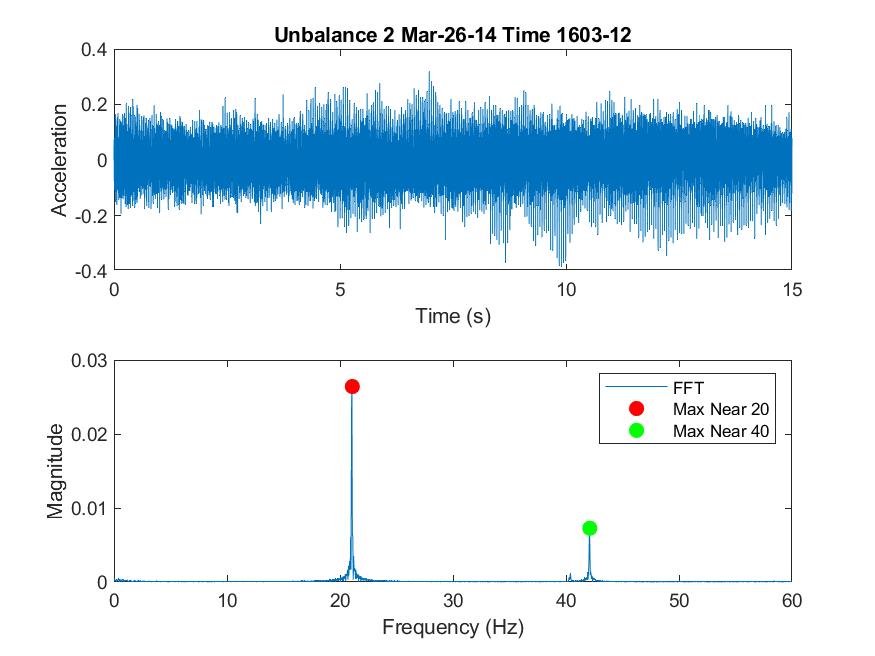 Unbalance 2 Mar-26-14 Time 1603-12
0.4
0.2
0
-0.2
-0.4
Acceleration
0 5 10 15
Time (s)
0.03
0.02
0.01
0
Magnitude
FFT
Max Near 20
Max Near 40
0 10 20 30 40 50 60
Frequency (Hz)